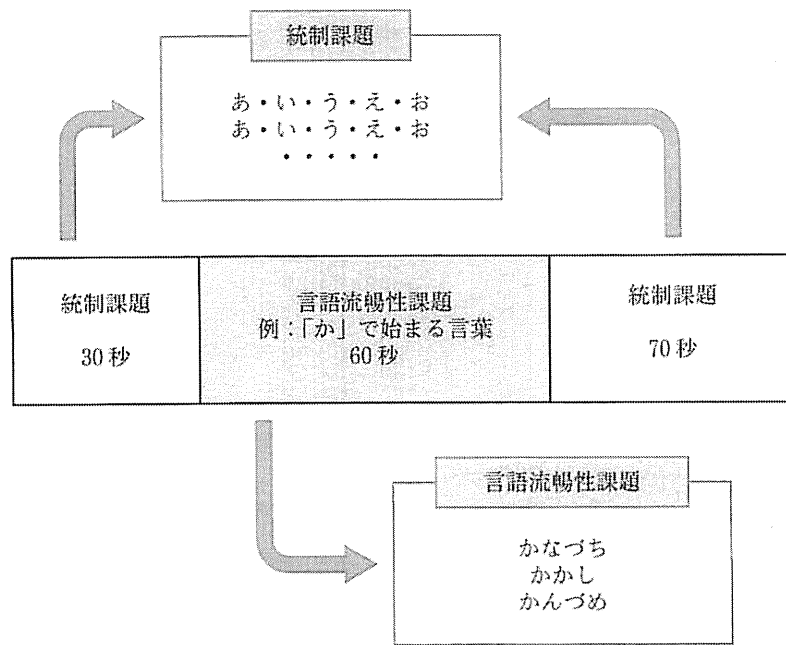 統制課題
あ・い・う・え・お
あ・い・う・え・お
・・・・・
統制課題
30秒
言語流暢性課題
例：「か」で始まる言葉
60秒
統制課題
70秒
言語流暢性課題
かなづち
かかし
かんづめ